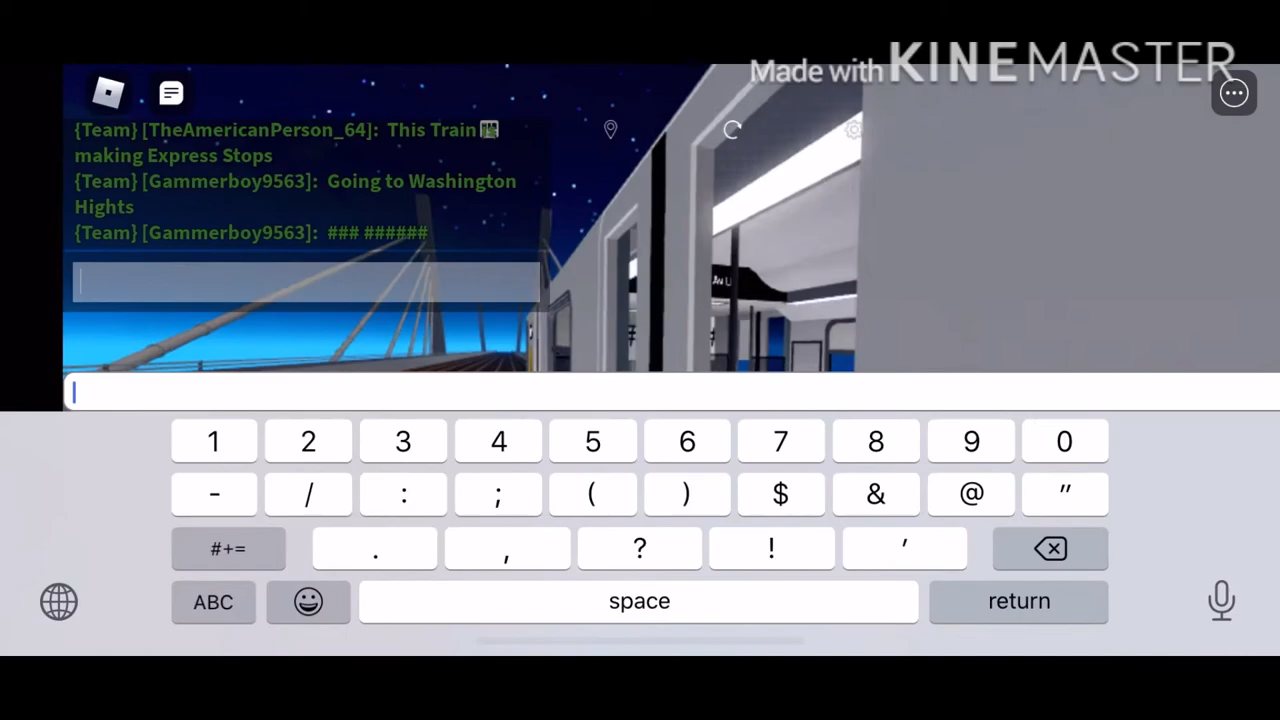 Made with KINEMASTER
{Team} [TheAmericanPerson_64]: This Train
making Express Stops
{Team} [Gammerboy9563]: Going to Washington
Hights
{Team} [Gammerboy9563]: ### ######
1 2 3 4 5 6 7 8 9 0
- / : ; ( ) $ & @ "
#+= . , ? ! ' 
ABC space return